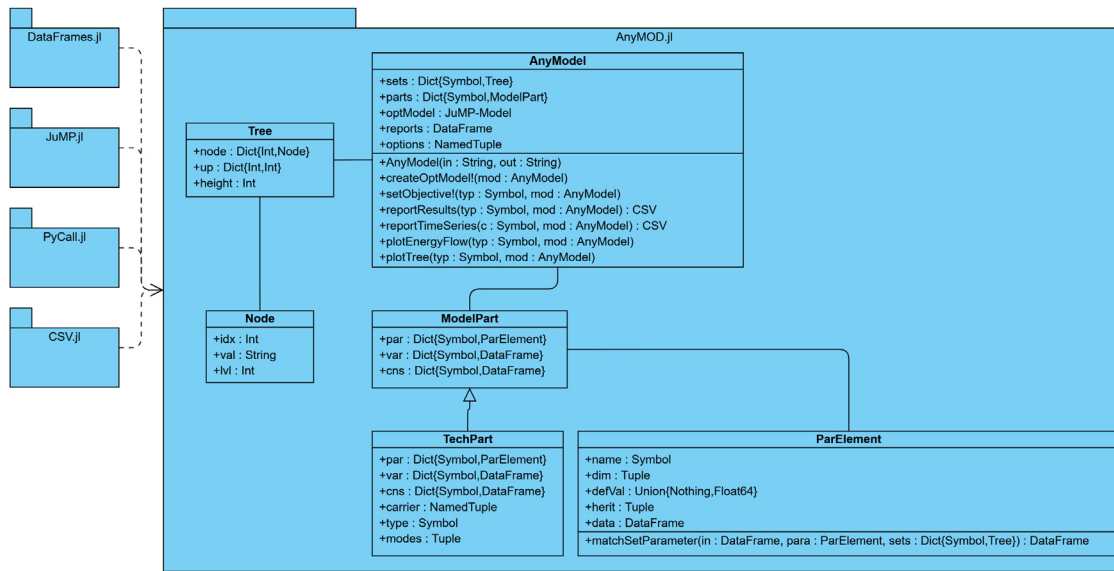 DataFrames.jl
JuMP.jl
PyCall.jl
CSV.jl
AnyMOD.jl
AnyModel
+sets : Dict{Symbol,Tree}
+parts : Dict{Symbol,ModelPart}
+optModel : JuMP-Model
+reports : DataFrame
+options : NamedTuple
+AnyModel(in : String, out : String)
+createOptModel!(mod : AnyModel)
+setObjective!(typ : Symbol, mod : AnyModel)
+reportResults(typ : Symbol, mod : AnyModel) : CSV
+reportTimeSeries(c : Symbol, mod : AnyModel) : CSV
+plotEnergyFlow(typ : Symbol, mod : AnyModel)
+plotTree(typ : Symbol, mod : AnyModel)
Tree
+node : Dict{Int,Node}
+up : Dict{Int,Int}
+height : Int
Node
+idx : Int
+val : String
+lvl : Int
ModelPart
+par : Dict{Symbol,ParElement}
+var : Dict{Symbol,DataFrame}
+cns : Dict{Symbol,DataFrame}
TechPart
+par : Dict{Symbol,ParElement}
+var : Dict{Symbol,DataFrame}
+cns : Dict{Symbol,DataFrame}
+carrier : NamedTuple
+type : Symbol
+modes : Tuple
ParElement
+name : Symbol
+dim : Tuple
+defVal : Union{Nothing,Float64}
+herit : Tuple
+data : DataFrame
+matchSetParameter(in : DataFrame, para : ParElement, sets : Dict{Symbol,Tree}) : DataFrame